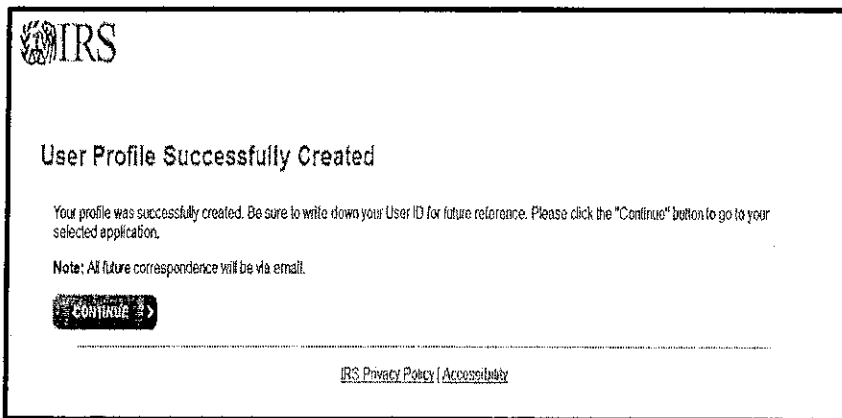 IRS
User Profile Successfully Created
Your profile was successfully created. Be sure to write down your User ID for future reference. Please click the "Continue" button to go to your
selected application.
Note: All future correspondence will be via email.
CONTINUE >
IRS Privacy Policy | Accessibility